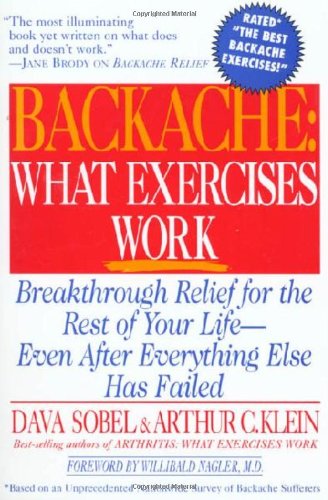 Copyrighted Material
"The most illuminating
book yet written on what does
and doesn't work."
—JANE BRODY ON BACKACHE RELIEF
RATED*
"THE BEST
BACKACHE
EXERCISES!"
BACKACHE:
WHAT EXERCISES
WORK
Breakthrough Relief for the
Rest of Your Life—
Even After Everything Else
Has Failed
DAVA SOBEL & ARTHUR C. KLEIN
Best-selling authors of ARTHRITIS: WHAT EXERCISES WORK
FOREWORD BY WILLIBALD NAGLER, M.D.
*Based on an Unprecedented Survey of Backache Sufferers